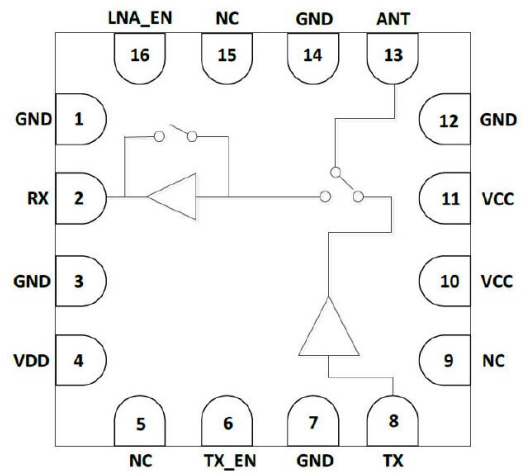 LNA_EN NC GND ANT
16 15 14 13
GND 1 12 GND
RX 2 11 VCC
GND 3 10 VCC
VDD 4 9 NC
5 6 7 8
NC TX_EN GND TX